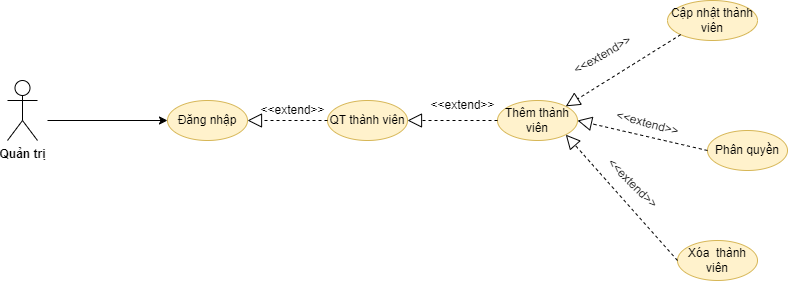 Cập nhật thành
viên
<<extend>>
Quản trị
Đăng nhập
<<extend>>
QT thành viên
<<extend>>
Thêm thành
viên
<<extend>>
Phân quyền
<<extend>>
Xóa thành
viên